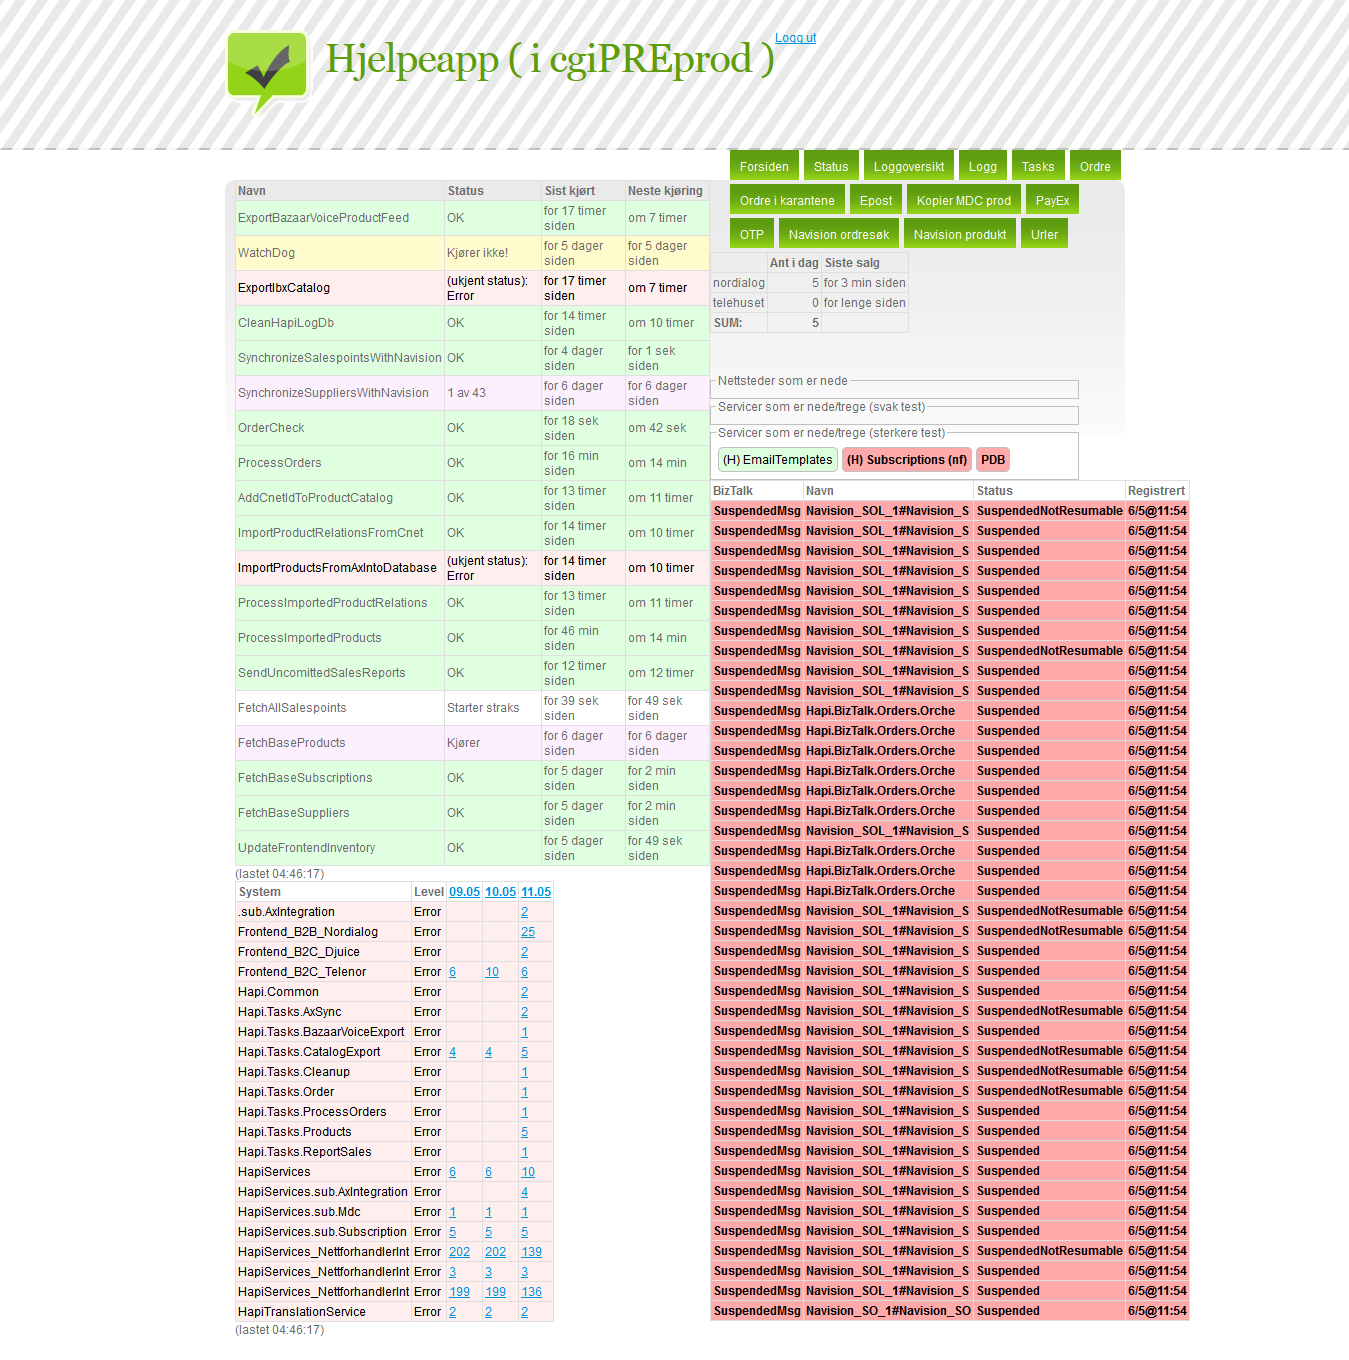 Hjelpeapp ( i cgiPREprod )
Logg ut
Forsiden Status Loggoversikt Logg Tasks Ordre
Ordre i karantene Epost Kopier MDC prod PayEx
OTP Navision ordresøk Navision produkt Urler
Navn Status Sist kjørt Neste kjøring
ExportBazaarVoiceProductFeed OK for 17 timer siden om 7 timer
WatchDog Kjører ikke! for 5 dager siden for 5 dager siden
ExportIbxCatalog (ukjent status): Error for 17 timer siden om 7 timer
CleanHapiLogDb OK for 14 timer siden om 10 timer
SynchronizeSalespointsWithNavision OK for 4 dager siden for 1 sek siden
SynchronizeSuppliersWithNavision 1 av 43 for 6 dager siden for 6 dager siden
OrderCheck OK for 18 sek siden om 42 sek
ProcessOrders OK for 16 min siden om 14 min
AddCnetIdToProductCatalog OK for 13 timer siden om 11 timer
ImportProductRelationsFromCnet OK for 14 timer siden om 10 timer
ImportProductsFromAxIntoDatabase (ukjent status): Error for 14 timer siden om 10 timer
ProcessImportedProductRelations OK for 13 timer siden om 11 timer
ProcessImportedProducts OK for 46 min siden om 14 min
SendUncomittedSalesReports OK for 12 timer siden om 12 timer
FetchAllSalespoints Starter straks for 39 sek siden for 49 sek siden
FetchBaseProducts Kjører for 6 dager siden for 6 dager siden
FetchBaseSubscriptions OK for 5 dager siden for 2 min siden
FetchBaseSuppliers OK for 5 dager siden for 2 min siden
UpdateFrontendInventory OK for 5 dager siden for 49 sek siden
(lastet 04:46:17)
System Level 09.05 10.05 11.05
.sub.AxIntegration Error 2
Frontend_B2B_Nordialog Error 25
Frontend_B2C_Djuice Error 2
Frontend_B2C_Telenor Error 6 10 6
Hapi.Common Error 2
Hapi.Tasks.AxSync Error 2
Hapi.Tasks.BazaarVoiceExport Error 1
Hapi.Tasks.CatalogExport Error 4 4 5
Hapi.Tasks.Cleanup Error 1
Hapi.Tasks.Order Error 1
Hapi.Tasks.ProcessOrders Error 1
Hapi.Tasks.Products Error 5
Hapi.Tasks.ReportSales Error 1
HapiServices Error 6 6 10
HapiServices.sub.AxIntegration Error 4
HapiServices.sub.Mdc Error 1 1 1
HapiServices.sub.Subscription Error 5 5 5
HapiServices_NettforhandlerInt Error 202 202 139
HapiServices_NettforhandlerInt Error 3 3 3
HapiServices_NettforhandlerInt Error 199 199 136
HapiTranslationService Error 2 2 2
(lastet 04:46:17)
Ant i dag Siste salg
nordialog 5 for 3 min siden
telehuset 0 for lenge siden
SUM: 5
Nettsteder som er nede
Servicer som er nede/trege (svak test)
Servicer som er nede/trege (sterkere test)
(H) EmailTemplates (H) Subscriptions (nf) PDB
BizTalk Navn Status Registrert
SuspendedMsg Navision_SOL_1#Navision_S SuspendedNotResumable 6/5@11:54
SuspendedMsg Navision_SOL_1#Navision_S Suspended 6/5@11:54
SuspendedMsg Navision_SOL_1#Navision_S Suspended 6/5@11:54
SuspendedMsg Navision_SOL_1#Navision_S Suspended 6/5@11:54
SuspendedMsg Navision_SOL_1#Navision_S Suspended 6/5@11:54
SuspendedMsg Navision_SOL_1#Navision_S Suspended 6/5@11:54
SuspendedMsg Navision_SOL_1#Navision_S Suspended 6/5@11:54
SuspendedMsg Navision_SOL_1#Navision_S SuspendedNotResumable 6/5@11:54
SuspendedMsg Navision_SOL_1#Navision_S Suspended 6/5@11:54
SuspendedMsg Navision_SOL_1#Navision_S Suspended 6/5@11:54
SuspendedMsg Hapi.BizTalk.Orders.Orche Suspended 6/5@11:54
SuspendedMsg Hapi.BizTalk.Orders.Orche Suspended 6/5@11:54
SuspendedMsg Hapi.BizTalk.Orders.Orche Suspended 6/5@11:54
SuspendedMsg Hapi.BizTalk.Orders.Orche Suspended 6/5@11:54
SuspendedMsg Hapi.BizTalk.Orders.Orche Suspended 6/5@11:54
SuspendedMsg Hapi.BizTalk.Orders.Orche Suspended 6/5@11:54
SuspendedMsg Navision_SOL_1#Navision_S Suspended 6/5@11:54
SuspendedMsg Hapi.BizTalk.Orders.Orche Suspended 6/5@11:54
SuspendedMsg Hapi.BizTalk.Orders.Orche Suspended 6/5@11:54
SuspendedMsg Hapi.BizTalk.Orders.Orche Suspended 6/5@11:54
SuspendedMsg Navision_SOL_1#Navision_S SuspendedNotResumable 6/5@11:54
SuspendedMsg Navision_SOL_1#Navision_S SuspendedNotResumable 6/5@11:54
SuspendedMsg Navision_SOL_1#Navision_S Suspended 6/5@11:54
SuspendedMsg Navision_SOL_1#Navision_S Suspended 6/5@11:54
SuspendedMsg Navision_SOL_1#Navision_S Suspended 6/5@11:54
SuspendedMsg Navision_SOL_1#Navision_S SuspendedNotResumable 6/5@11:54
SuspendedMsg Navision_SOL_1#Navision_S Suspended 6/5@11:54
SuspendedMsg Navision_SOL_1#Navision_S SuspendedNotResumable 6/5@11:54
SuspendedMsg Navision_SOL_1#Navision_S SuspendedNotResumable 6/5@11:54
SuspendedMsg Navision_SOL_1#Navision_S SuspendedNotResumable 6/5@11:54
SuspendedMsg Navision_SOL_1#Navision_S Suspended 6/5@11:54
SuspendedMsg Navision_SOL_1#Navision_S Suspended 6/5@11:54
SuspendedMsg Navision_SOL_1#Navision_S Suspended 6/5@11:54
SuspendedMsg Navision_SOL_1#Navision_S Suspended 6/5@11:54
SuspendedMsg Navision_SOL_1#Navision_S Suspended 6/5@11:54
SuspendedMsg Navision_SOL_1#Navision_S Suspended 6/5@11:54
SuspendedMsg Navision_SOL_1#Navision_S Suspended 6/5@11:54
SuspendedMsg Navision_SOL_1#Navision_S SuspendedNotResumable 6/5@11:54
SuspendedMsg Navision_SOL_1#Navision_S Suspended 6/5@11:54
SuspendedMsg Navision_SOL_1#Navision_S Suspended 6/5@11:54
SuspendedMsg Navision_SO_1#Navision_SO Suspended 6/5@11:54